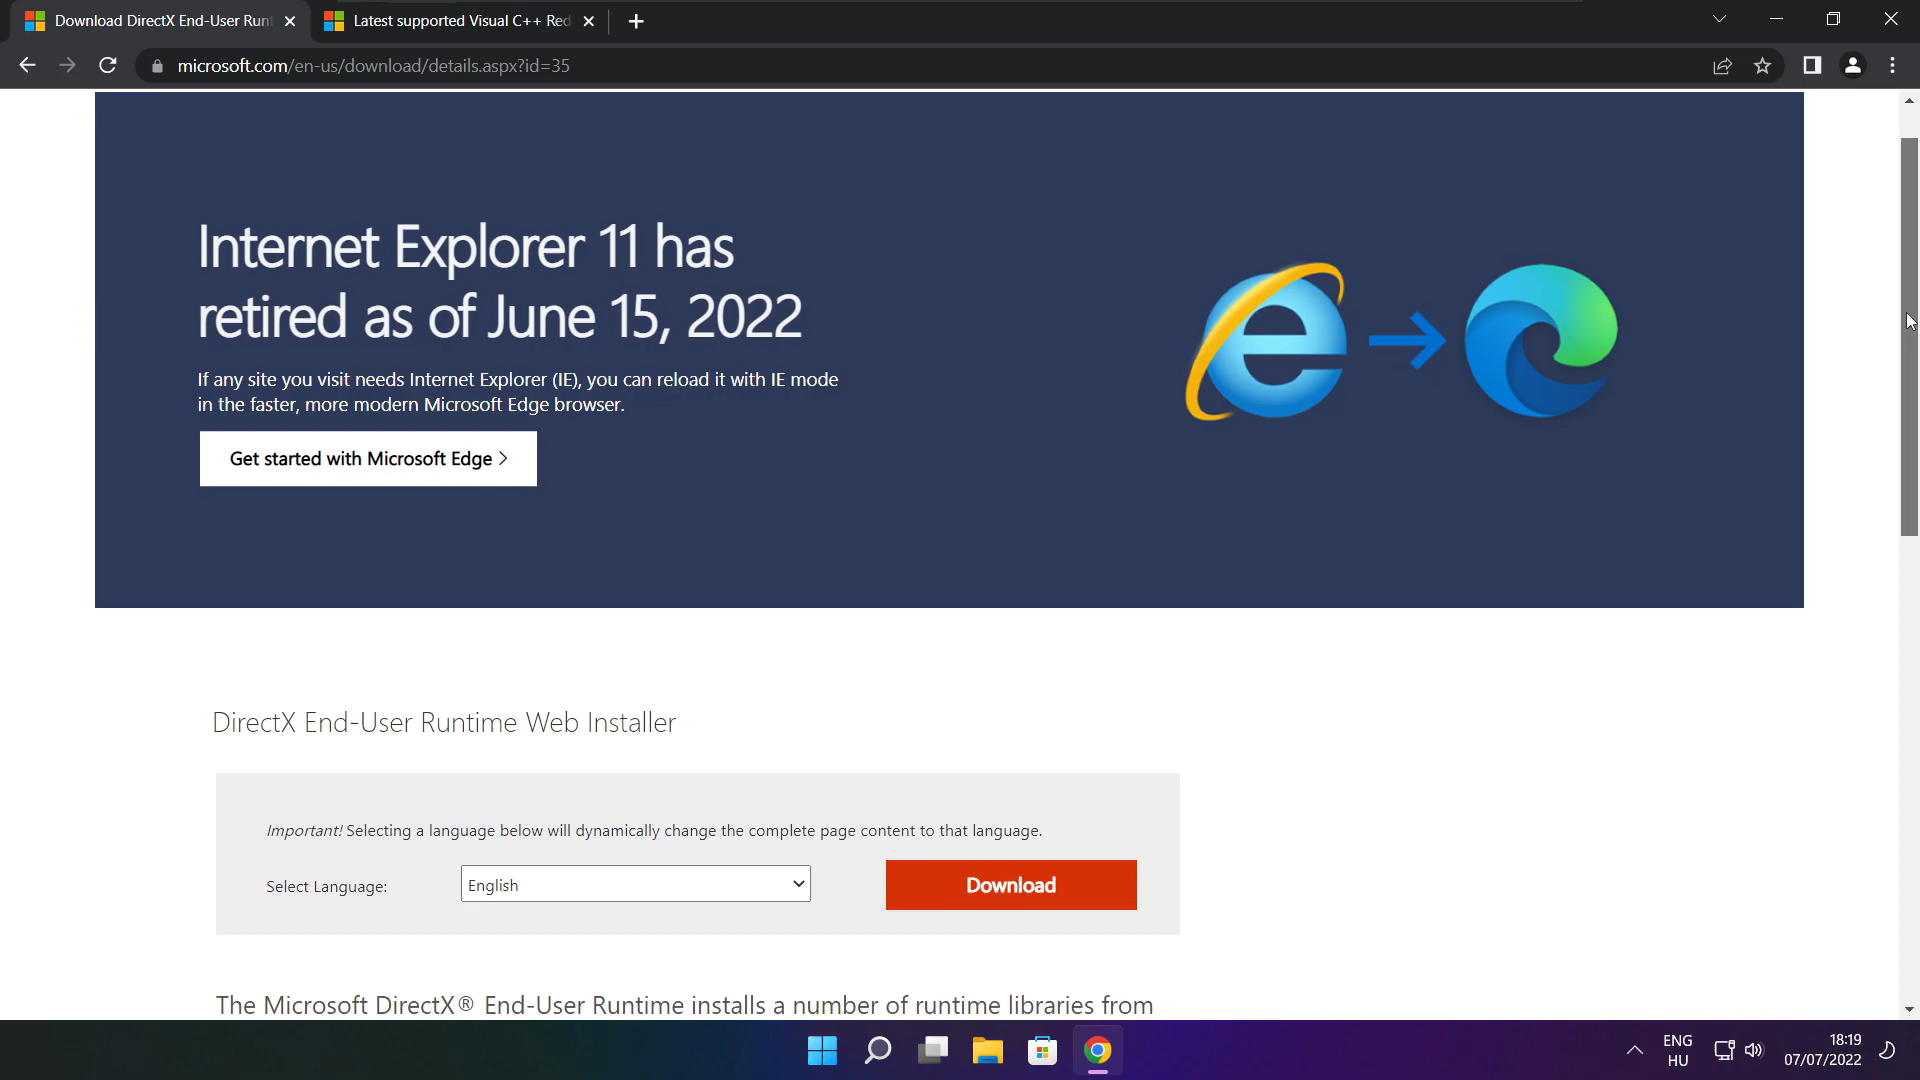 Download DirectX End-User Runt
Latest supported Visual C++ Red
microsoft.com/en-us/download/details.aspx?id=35
Internet Explorer 11 has
retired as of June 15, 2022
If any site you visit needs Internet Explorer (IE), you can reload it with IE mode
in the faster, more modern Microsoft Edge browser.
Get started with Microsoft Edge >
DirectX End-User Runtime Web Installer
Important! Selecting a language below will dynamically change the complete page content to that language.
Select Language:
English
Download
The Microsoft DirectX® End-User Runtime installs a number of runtime libraries from
ENG
HU
18:19
07/07/2022